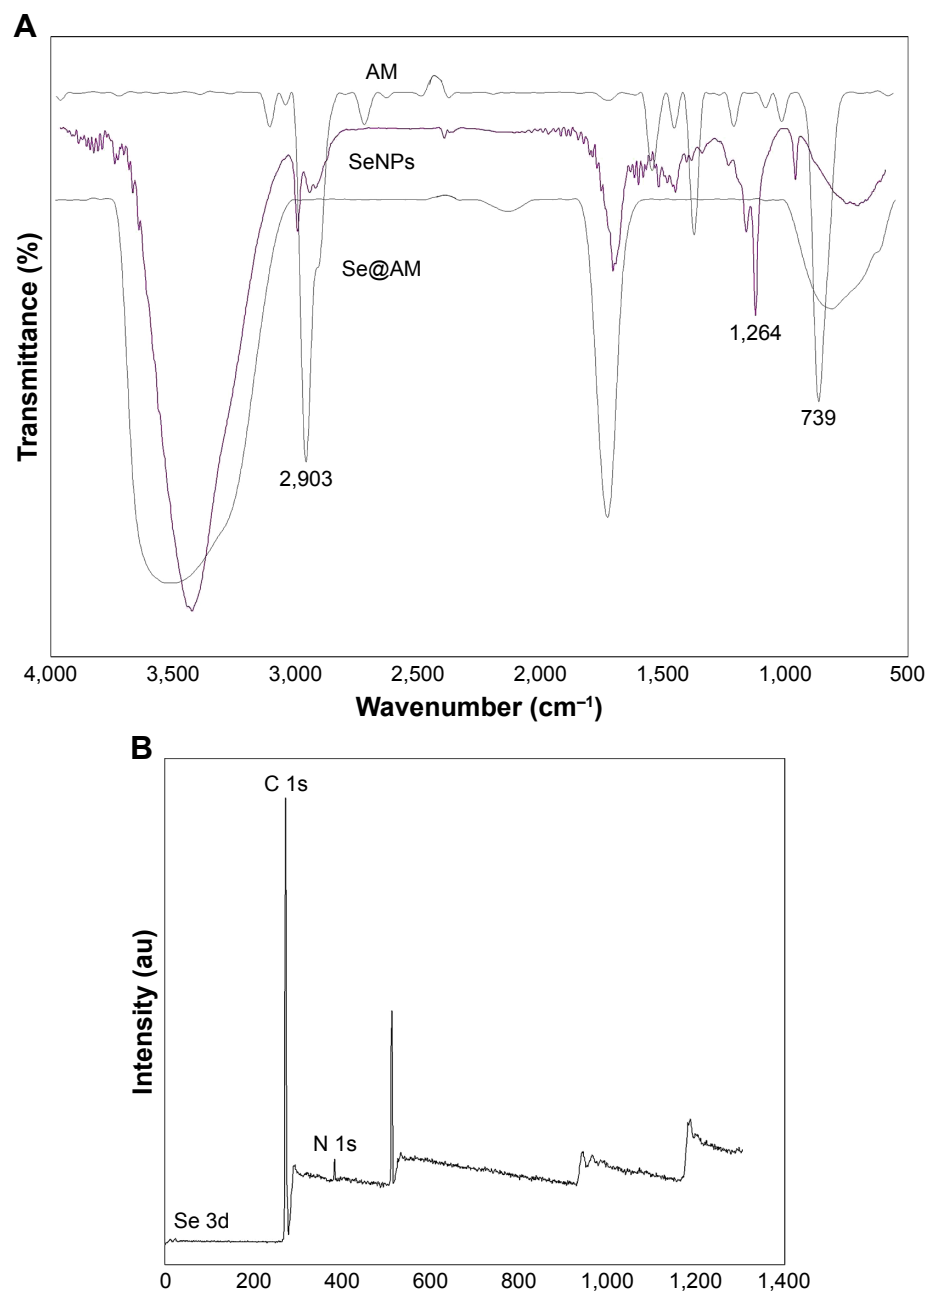 A
AM
SeNPs
Se@AM
1,264
739
2,903
Transmittance (%)
4,000 3,500 3,000 2,500 2,000 1,500 1,000 500
Wavenumber (cm⁻¹)
B
C 1s
N 1s
Se 3d
Intensity (au)
0 200 400 600 800 1,000 1,200 1,400